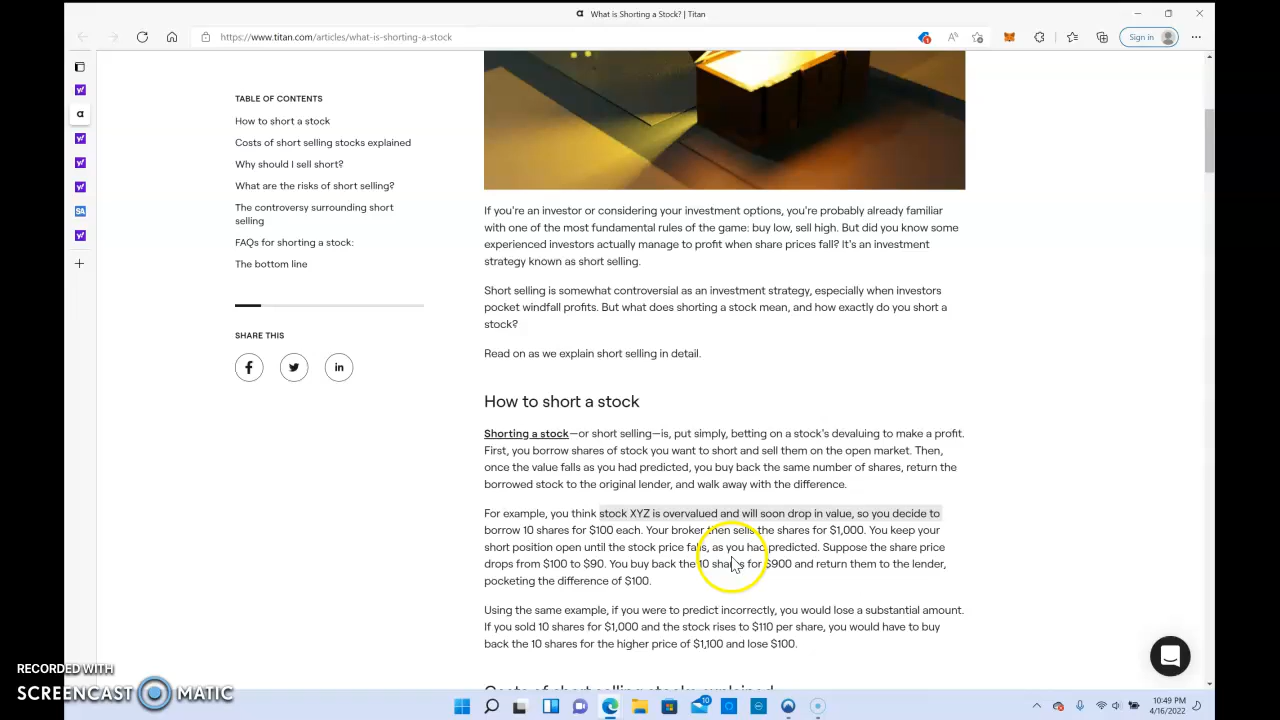 α What is Shorting a Stock? | Titan
https://www.titan.com/articles/what-is-shorting-a-stock
Sign in
TABLE OF CONTENTS
How to short a stock
Costs of short selling stocks explained
Why should I sell short?
What are the risks of short selling?
The controversy surrounding short
selling
FAQs for shorting a stock:
The bottom line
SHARE THIS
If you're an investor or considering your investment options, you're probably already familiar
with one of the most fundamental rules of the game: buy low, sell high. But did you know some
experienced investors actually manage to profit when share prices fall? It's an investment
strategy known as short selling.
Short selling is somewhat controversial as an investment strategy, especially when investors
pocket windfall profits. But what does shorting a stock mean, and how exactly do you short a
stock?
Read on as we explain short selling in detail.
How to short a stock
Shorting a stock—or short selling—is, put simply, betting on a stock's devaluing to make a profit.
First, you borrow shares of stock you want to short and sell them on the open market. Then,
once the value falls as you had predicted, you buy back the same number of shares, return the
borrowed stock to the original lender, and walk away with the difference.
For example, you think stock XYZ is overvalued and will soon drop in value, so you decide to
borrow 10 shares for $100 each. Your broker then sells the shares for $1,000. You keep your
short position open until the stock price falls, as you had predicted. Suppose the share price
drops from $100 to $90. You buy back the 10 shares for $900 and return them to the lender,
pocketing the difference of $100.
Using the same example, if you were to predict incorrectly, you would lose a substantial amount.
If you sold 10 shares for $1,000 and the stock rises to $110 per share, you would have to buy
back the 10 shares for the higher price of $1,100 and lose $100.
Costs of short selling stocks explained
RECORDED WITH
SCREENCAST MATIC
10:49 PM
4/16/2022